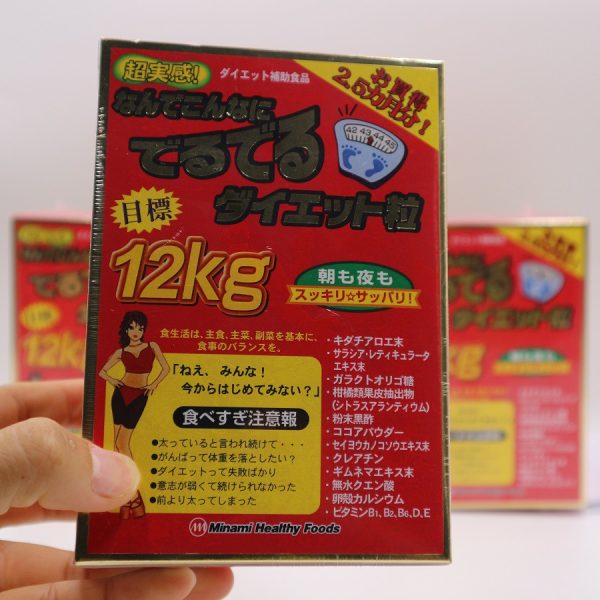 超実感!
ダイエット補助食品
お買得
2.5カ月分!
なんでこんなに
でるでる
42 43 44 45
ダイエット粒
目標
12kg
朝も夜も
スッキリ☆サッパリ!
食生活は、主食、主菜、副菜を基本に、
食事のバランスを。
「ねえ、みんな!
今からはじめてみない?」
食べすぎ注意報
●太っていると言われ続けて・・・
●がんばって体重を落としたい?
●ダイエットって失敗ばかり
●意志が弱くて続けられなかった
●前より太ってしまった
・キダチアロエ末
・サラシア・レティキュラータ
エキス末
・ガラクトオリゴ糖
・柑橘類果皮抽出物
(シトラスアランティウム)
・粉末黒酢
・ココアパウダー
・セイヨウカノコソウエキス末
・クレアチン
・ギムネマエキス末
・無水クエン酸
・卵殻カルシウム
・ビタミンB1、B2、B6、D、E
Minami Healthy Foods
12kg
ダイエット粒
kg